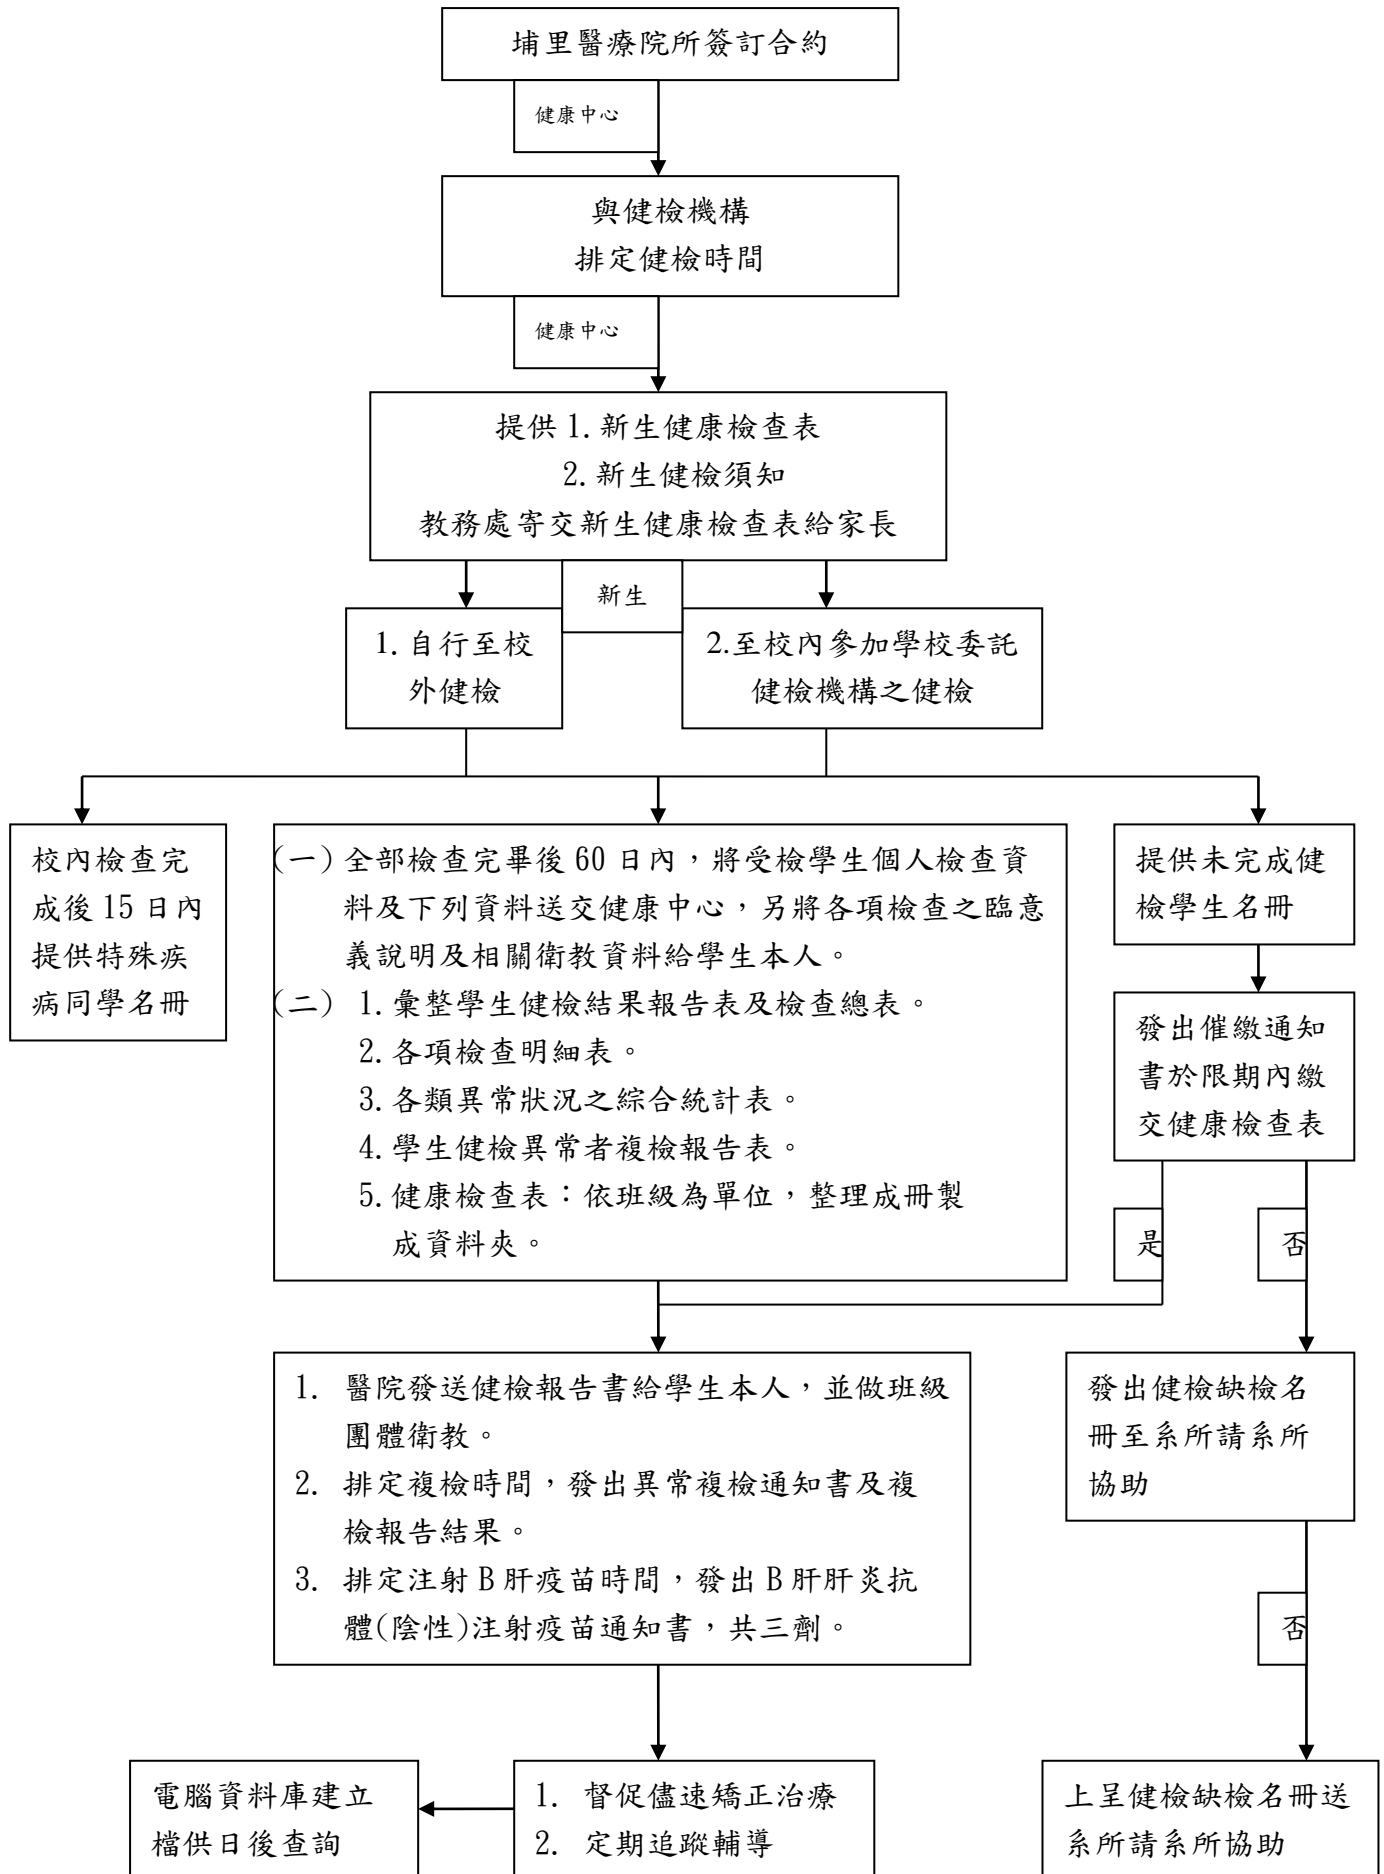 埔里醫療院所簽訂合約
健康中心
與健檢機構
排定健檢時間
健康中心
提供 1.新生健康檢查表
2.新生健檢須知
教務處寄交新生健康檢查表給家長
新生
1.自行至校
外健檢
2.至校內參加學校委託
健檢機構之健檢
校內檢查完
成後 15 日內
提供特殊疾
病同學名冊
(一)全部檢查完畢後 60 日內，將受檢學生個人檢查資
料及下列資料送交健康中心，另將各項檢查之臨意
義說明及相關衛教資料給學生本人。
(二) 1.彙整學生健檢結果報告表及檢查總表。
2.各項檢查明細表。
3.各類異常狀況之綜合統計表。
4.學生健檢異常者複檢報告表。
5.健康檢查表：依班級為單位，整理成冊製
成資料夾。
提供未完成健
檢學生名冊
發出催繳通知
書於限期內繳
交健康檢查表
是
否
1. 醫院發送健檢報告書給學生本人，並做班級
團體衛教。
2. 排定複檢時間，發出異常複檢通知書及複
檢報告結果。
3. 排定注射 B 肝疫苗時間，發出 B 肝肝炎抗
體(陰性)注射疫苗通知書，共三劑。
發出健檢缺檢名
冊至系所請系所
協助
否
電腦資料庫建立
檔供日後查詢
1. 督促儘速矯正治療
2. 定期追蹤輔導
上呈健檢缺檢名冊送
系所請系所協助